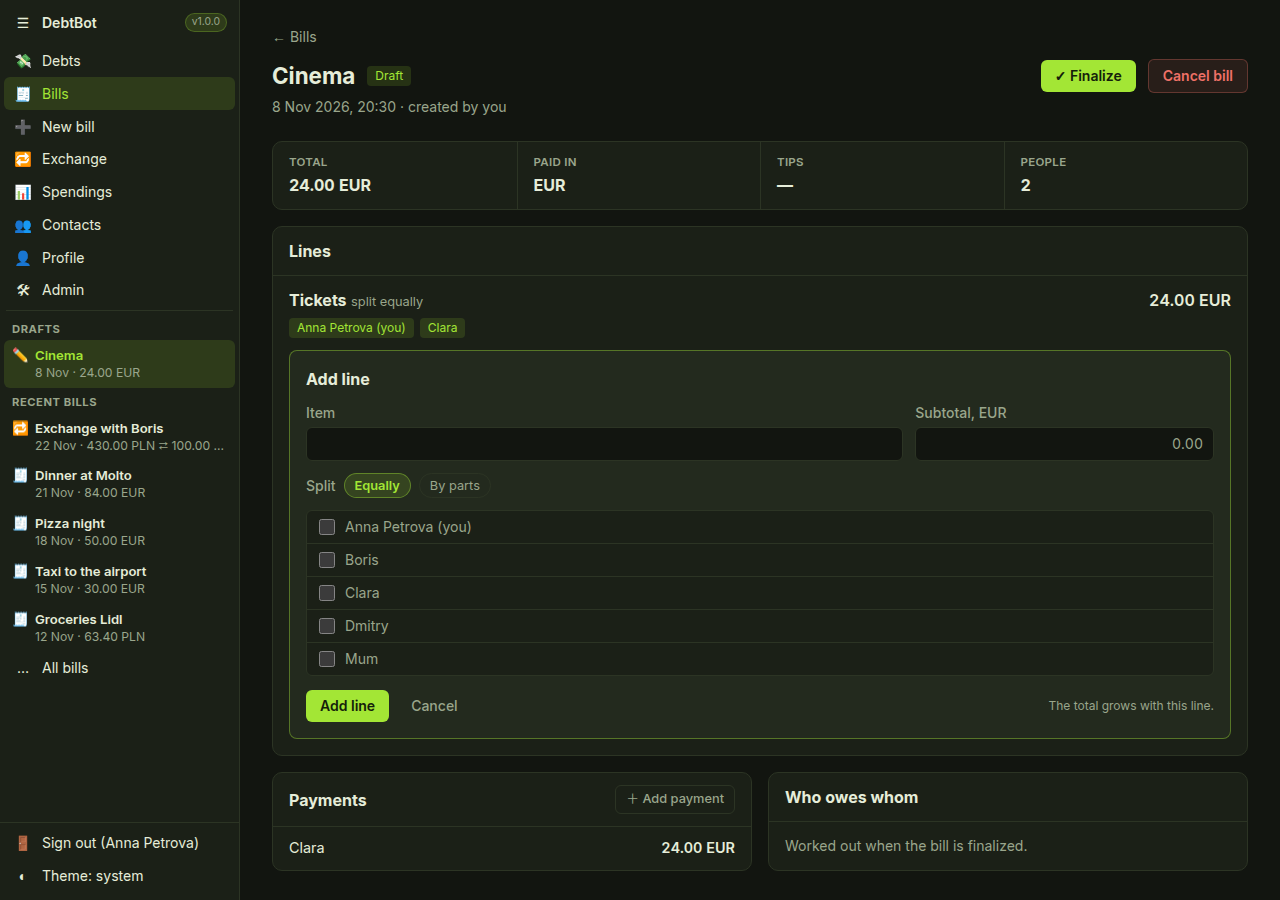 DebtBot
v1.0.0
Debts
Bills
New bill
Exchange
Spendings
Contacts
Profile
Admin
DRAFTS
Cinema
8 Nov · 24.00 EUR
RECENT BILLS
Exchange with Boris
22 Nov · 430.00 PLN ⇄ 100.00 ...
Dinner at Molto
21 Nov · 84.00 EUR
Pizza night
18 Nov · 50.00 EUR
Taxi to the airport
15 Nov · 30.00 EUR
Groceries Lidl
12 Nov · 63.40 PLN
... All bills
Sign out (Anna Petrova)
Theme: system
← Bills
Cinema
Draft
✓ Finalize
Cancel bill
8 Nov 2026, 20:30 · created by you
TOTAL
24.00 EUR
PAID IN
EUR
TIPS
—
PEOPLE
2
Lines
Tickets split equally
24.00 EUR
Anna Petrova (you)
Clara
Add line
Item
Subtotal, EUR
0.00
Split
Equally
By parts
Anna Petrova (you)
Boris
Clara
Dmitry
Mum
Add line
Cancel
The total grows with this line.
Payments
+ Add payment
Clara
24.00 EUR
Who owes whom
Worked out when the bill is finalized.